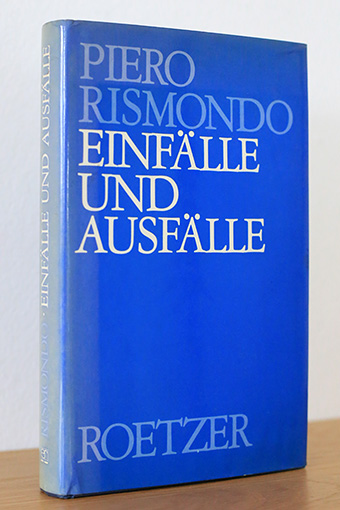 PIERO
RISMONDO
EINFÄLLE
UND
AUSFÄLLE
ROETZER
RISMONDO · EINFÄLLE UND AUSFÄLLE